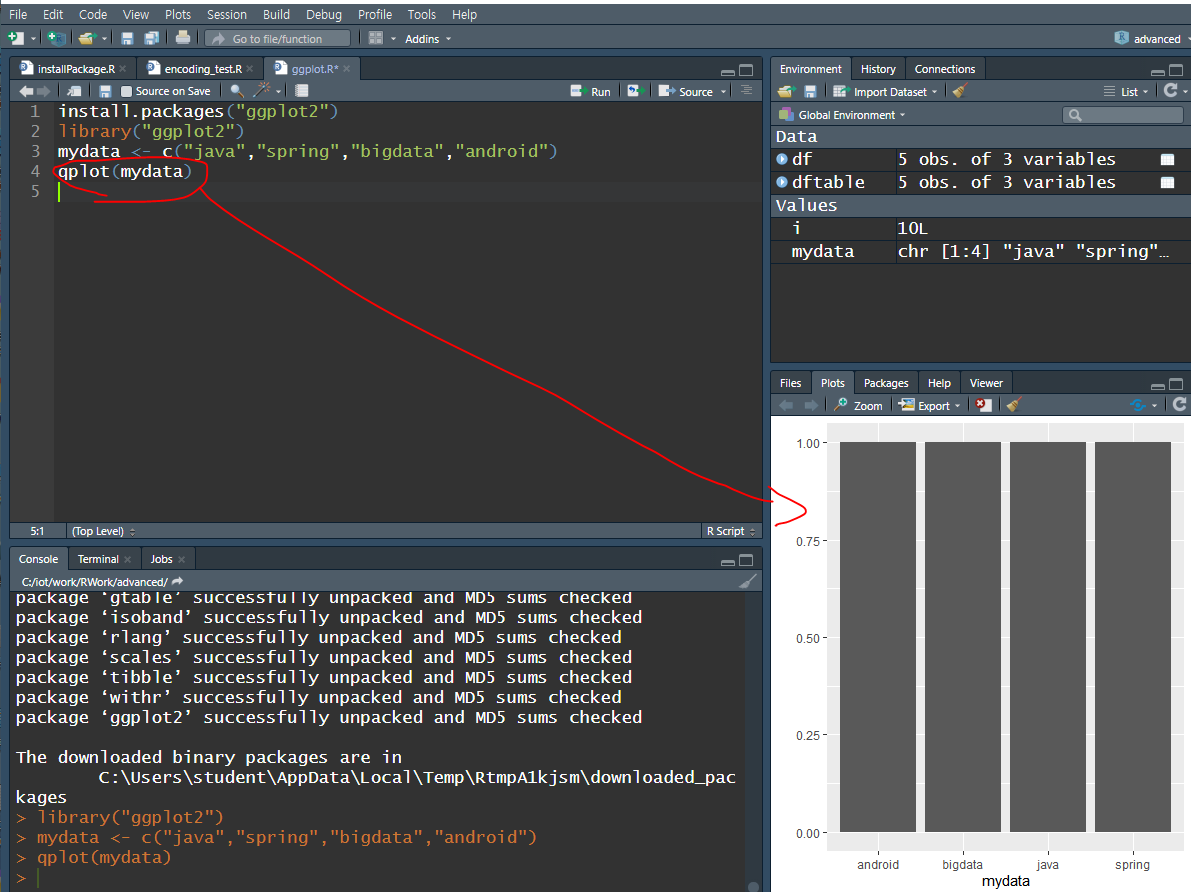 File Edit Code View Plots Session Build Debug Profile Tools Help
Go to file/function Addins advanced
installPackage.R encoding_test.R ggplot.R*
Source on Save Run Source
1 install.packages("ggplot2")
2 library("ggplot2")
3 mydata <- c("java","spring","bigdata","android")
4 qplot(mydata)
5
5:1 (Top Level) R Script
Console Terminal Jobs
C:/iot/work/RWork/advanced/
package ‘gtable’ successfully unpacked and MD5 sums checked
package ‘isoband’ successfully unpacked and MD5 sums checked
package ‘rlang’ successfully unpacked and MD5 sums checked
package ‘scales’ successfully unpacked and MD5 sums checked
package ‘tibble’ successfully unpacked and MD5 sums checked
package ‘withr’ successfully unpacked and MD5 sums checked
package ‘ggplot2’ successfully unpacked and MD5 sums checked
The downloaded binary packages are in
C:\Users\student\AppData\Local\Temp\RtmpA1kjsm\downloaded_pac
kages
> library("ggplot2")
> mydata <- c("java","spring","bigdata","android")
> qplot(mydata)
>
Environment History Connections
Import Dataset List
Global Environment
Data
df 5 obs. of 3 variables
dftable 5 obs. of 3 variables
Values
i 10L
mydata chr [1:4] "java" "spring"…
Files Plots Packages Help Viewer
Zoom Export
1.00
0.75
0.50
0.25
0.00
android bigdata java spring
mydata